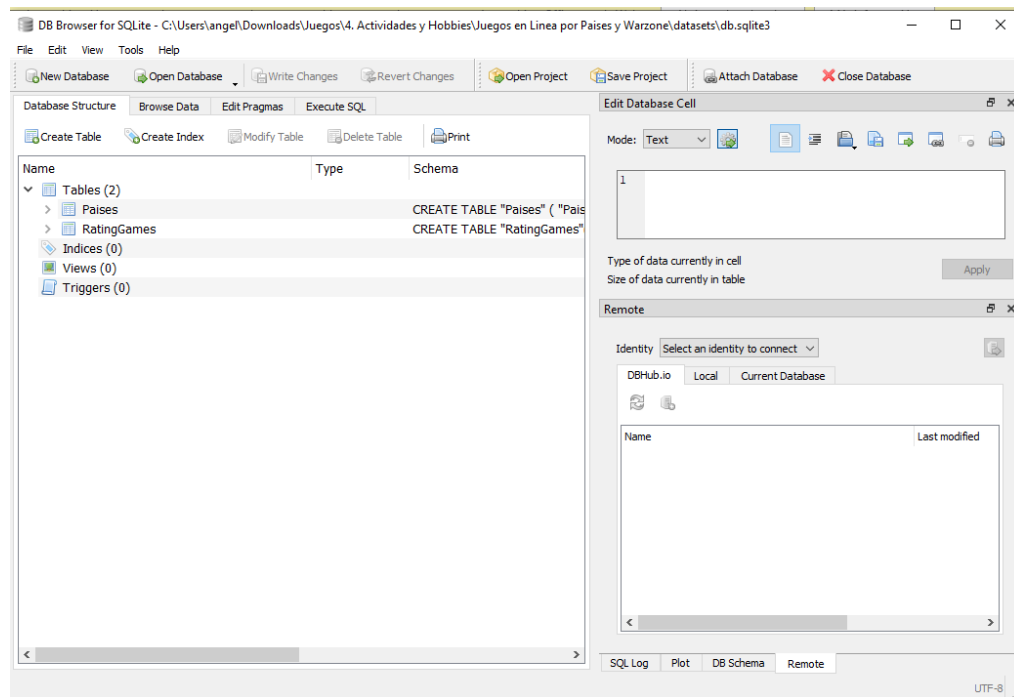 DB Browser for SQLite - C:\Users\angel\Downloads\Juegos\4. Actividades y Hobbies\Juegos en Linea por Paises y Warzone\datasets\db.sqlite3
File Edit View Tools Help
New Database Open Database Write Changes Revert Changes Open Project Save Project Attach Database Close Database
Database Structure Browse Data Edit Pragmas Execute SQL
Create Table Create Index Modify Table Delete Table Print
Name Type Schema
Tables (2)
Paises CREATE TABLE "Paises" ( "Pais
RatingGames CREATE TABLE "RatingGames"
Indices (0)
Views (0)
Triggers (0)
Edit Database Cell
Mode: Text
1
Type of data currently in cell
Size of data currently in table
Apply
Remote
Identity Select an identity to connect
DBHub.io Local Current Database
Name Last modified
SQL Log Plot DB Schema Remote
UTF-8